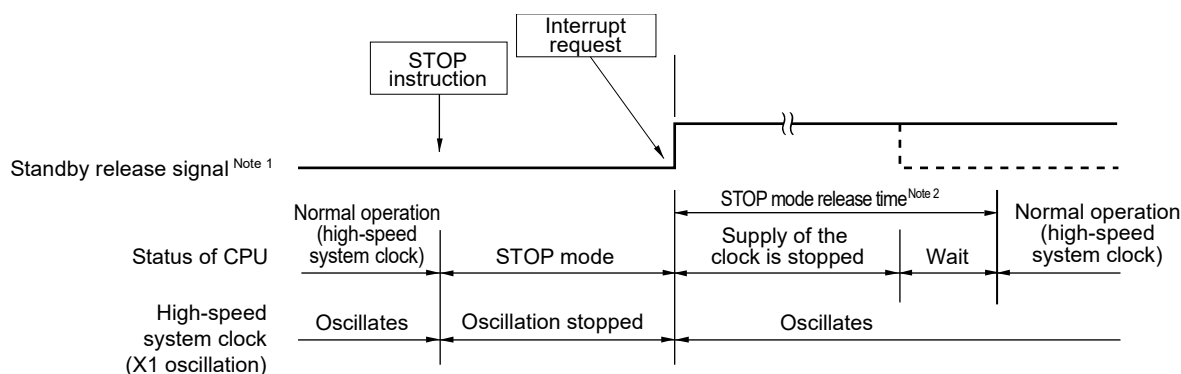 Interrupt
request
STOP
instruction
Standby release signal Note 1
STOP mode release time Note 2
Normal operation
(high-speed
system clock)
Supply of the
clock is stopped
Normal operation
(high-speed
system clock)
Status of CPU
STOP mode
Wait
High-speed
system clock
(X1 oscillation)
Oscillates
Oscillation stopped
Oscillates